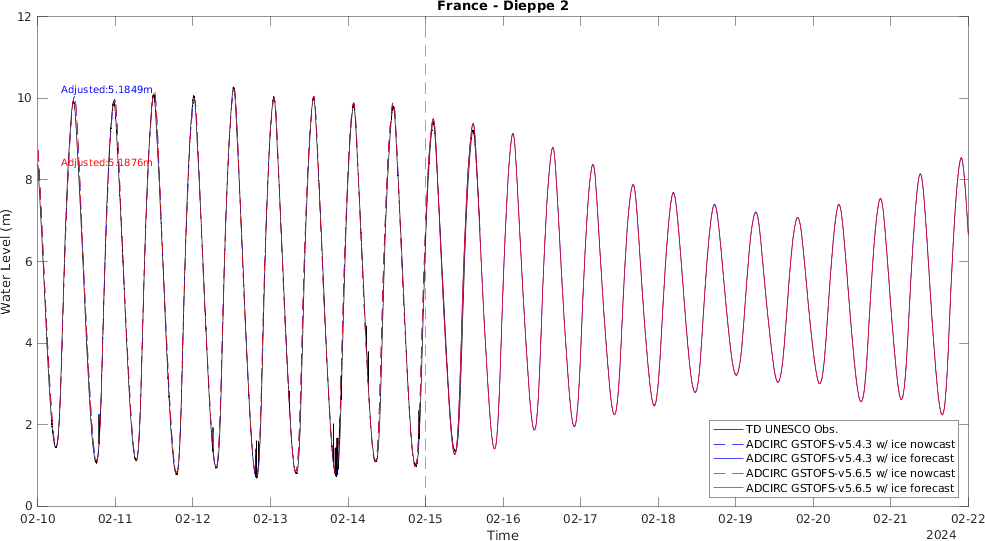 France - Dieppe 2
12
10
8
6
4
2
0
Water Level (m)
Adjusted:5.1849m
Adjusted:5.1876m
TD UNESCO Obs.
ADCIRC GSTOFS-v5.4.3 w/ ice nowcast
ADCIRC GSTOFS-v5.4.3 w/ ice forecast
ADCIRC GSTOFS-v5.6.5 w/ ice nowcast
ADCIRC GSTOFS-v5.6.5 w/ ice forecast
02-10 02-11 02-12 02-13 02-14 02-15 02-16 02-17 02-18 02-19 02-20 02-21 02-22
Time
2024